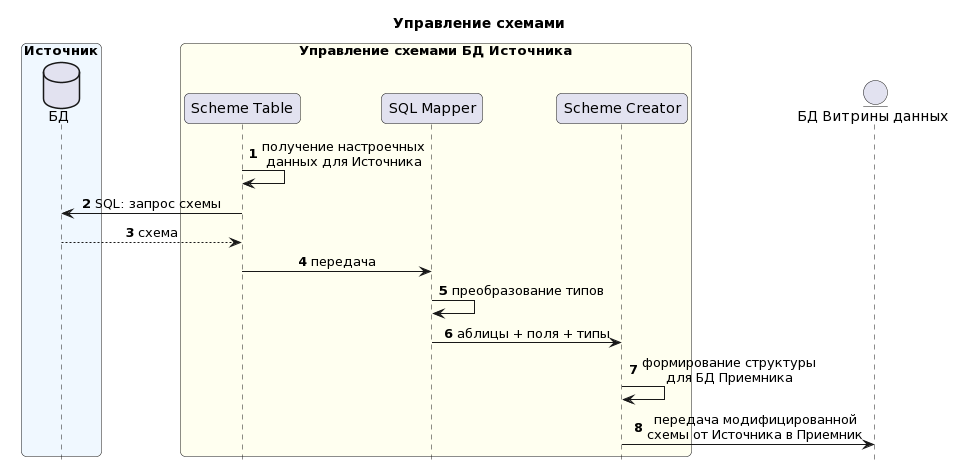 Управление схемами
Источник
Управление схемами БД Источника
БД
Scheme Table
SQL Mapper
Scheme Creator
БД Витрины данных
1 получение настроечных
данных для Источника
2 SQL: запрос схемы
3 схема
4 передача
5 преобразование типов
6 аблицы + поля + типы
7 формирование структуры
для БД Приемника
8 передача модифицированной
схемы от Источника в Приемник